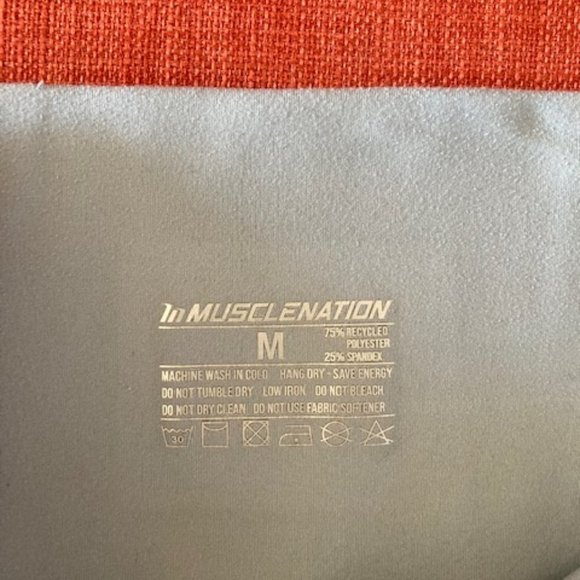 MUSCLENATION
M
75% RECYCLED
POLYESTER
25% SPANDEX
MACHINE WASH IN COLD HANG DRY - SAVE ENERGY
DO NOT TUMBLE DRY LOW IRON DO NOT BLEACH
DO NOT DRY CLEAN DO NOT USE FABRIC SOFTENER
30